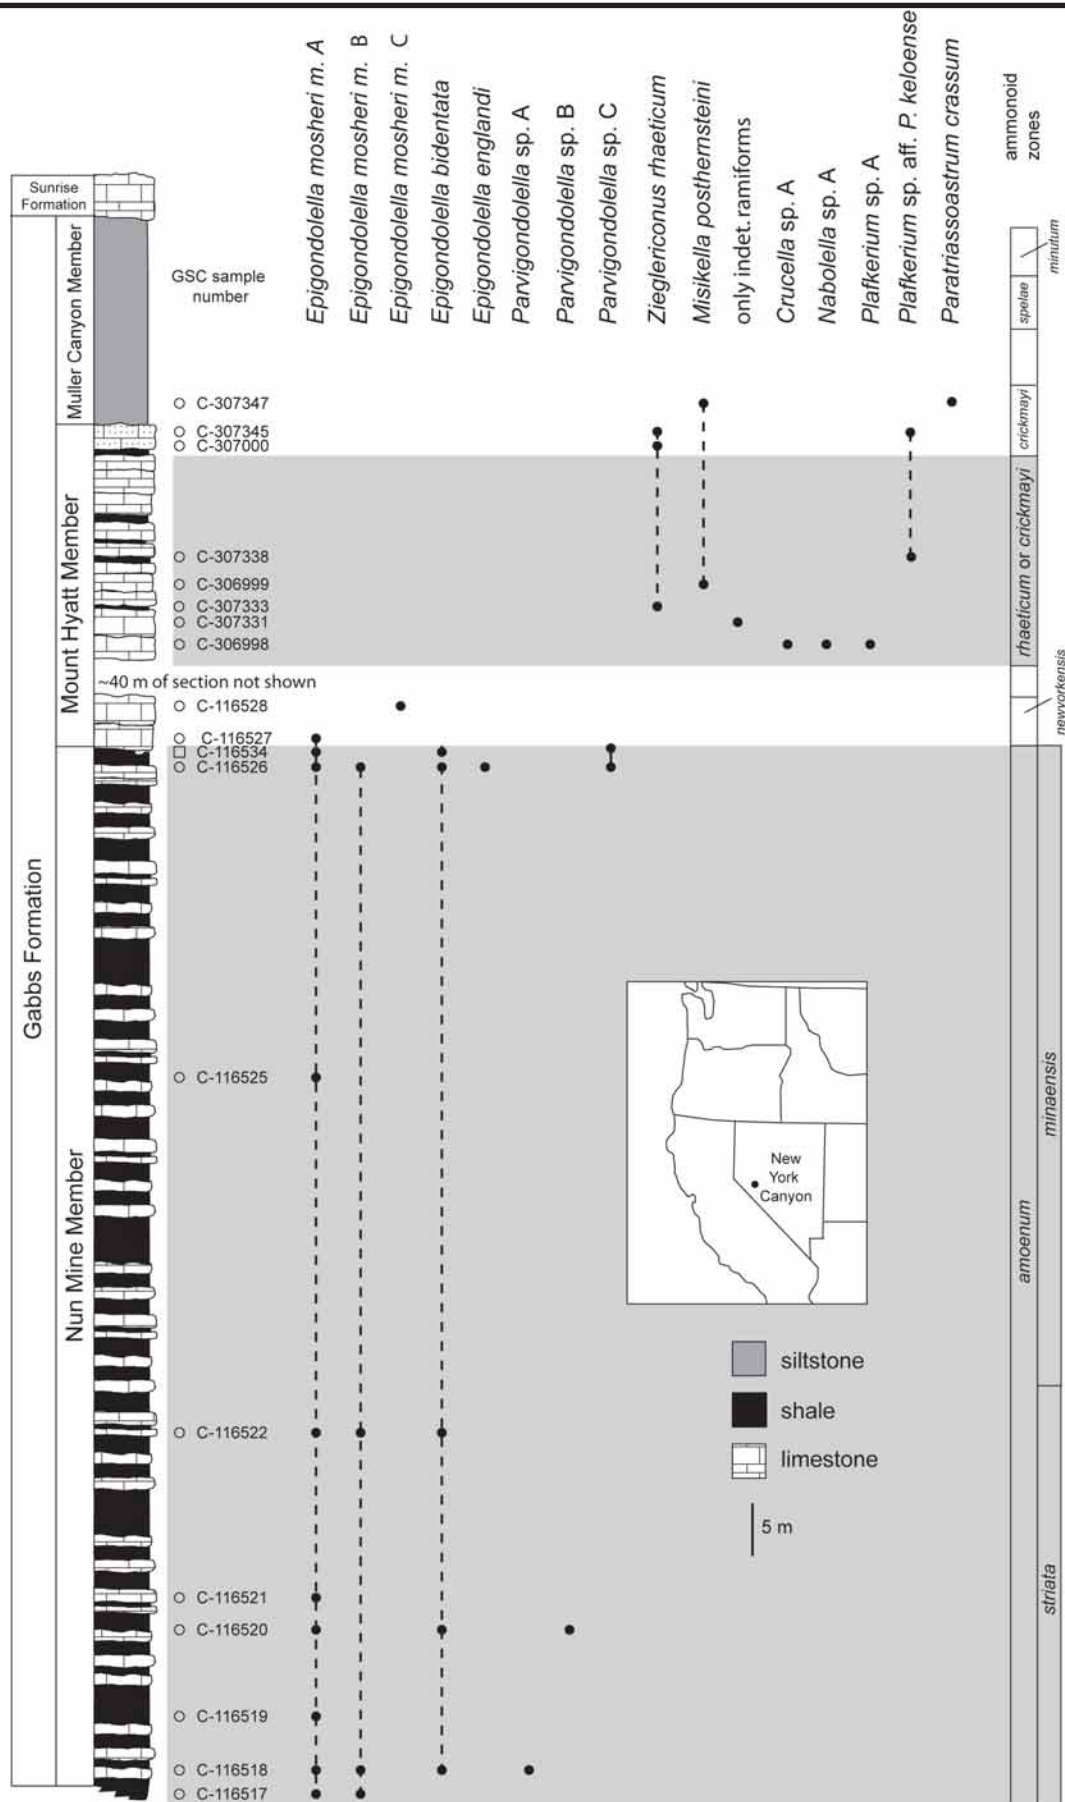 Sunrise
Formation
Muller Canyon Member
Mount Hyatt Member
Gabbs Formation
Nun Mine Member
GSC sample
number
Epigondolella mosheri m. A
Epigondolella mosheri m. B
Epigondolella mosheri m. C
Epigondolella bidentata
Epigondolella englandi
Parvigondolella sp. A
Parvigondolella sp. B
Parvigondolella sp. C
Zieglericonus rhaeticum
Misikella posthernsteini
only indet. ramiforms
Crucella sp. A
Nabolella sp. A
Plafkerium sp. A
Plafkerium sp. aff. P. keloense
Paratriassoastrum crassum
ammonoid
zones
minutum
spelae
crickmayi
rhaeticum or crickmayi
newyorkensis
amoenum
minaensis
striata
C-307347
C-307345
C-307000
C-307338
C-306999
C-307333
C-307331
C-306998
~40 m of section not shown
C-116528
C-116527
C-116534
C-116526
C-116525
C-116522
C-116521
C-116520
C-116519
C-116518
C-116517
New
York
Canyon
siltstone
shale
limestone
5 m